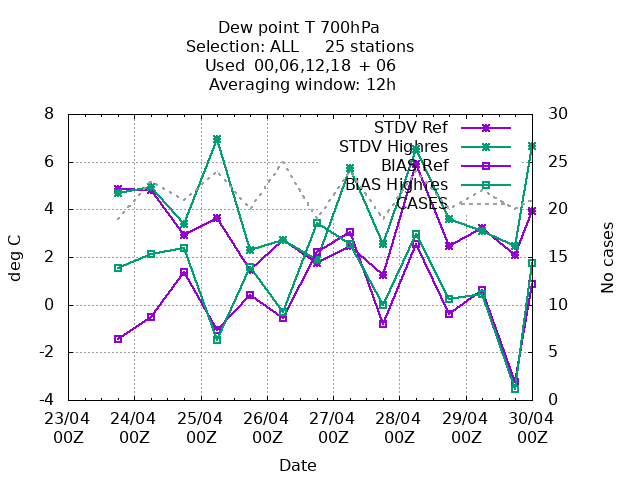 Dew point T 700hPa
Selection: ALL 25 stations
Used 00,06,12,18 + 06
Averaging window: 12h
8 30
STDV Ref
STDV Highres
6 25
BIAS Ref
BIAS Highres
CASES
4 20
2 15
0 10
-2 5
-4 0
deg C
No cases
23/04 24/04 25/04 26/04 27/04 28/04 29/04 30/04
00Z 00Z 00Z 00Z 00Z 00Z 00Z 00Z
Date